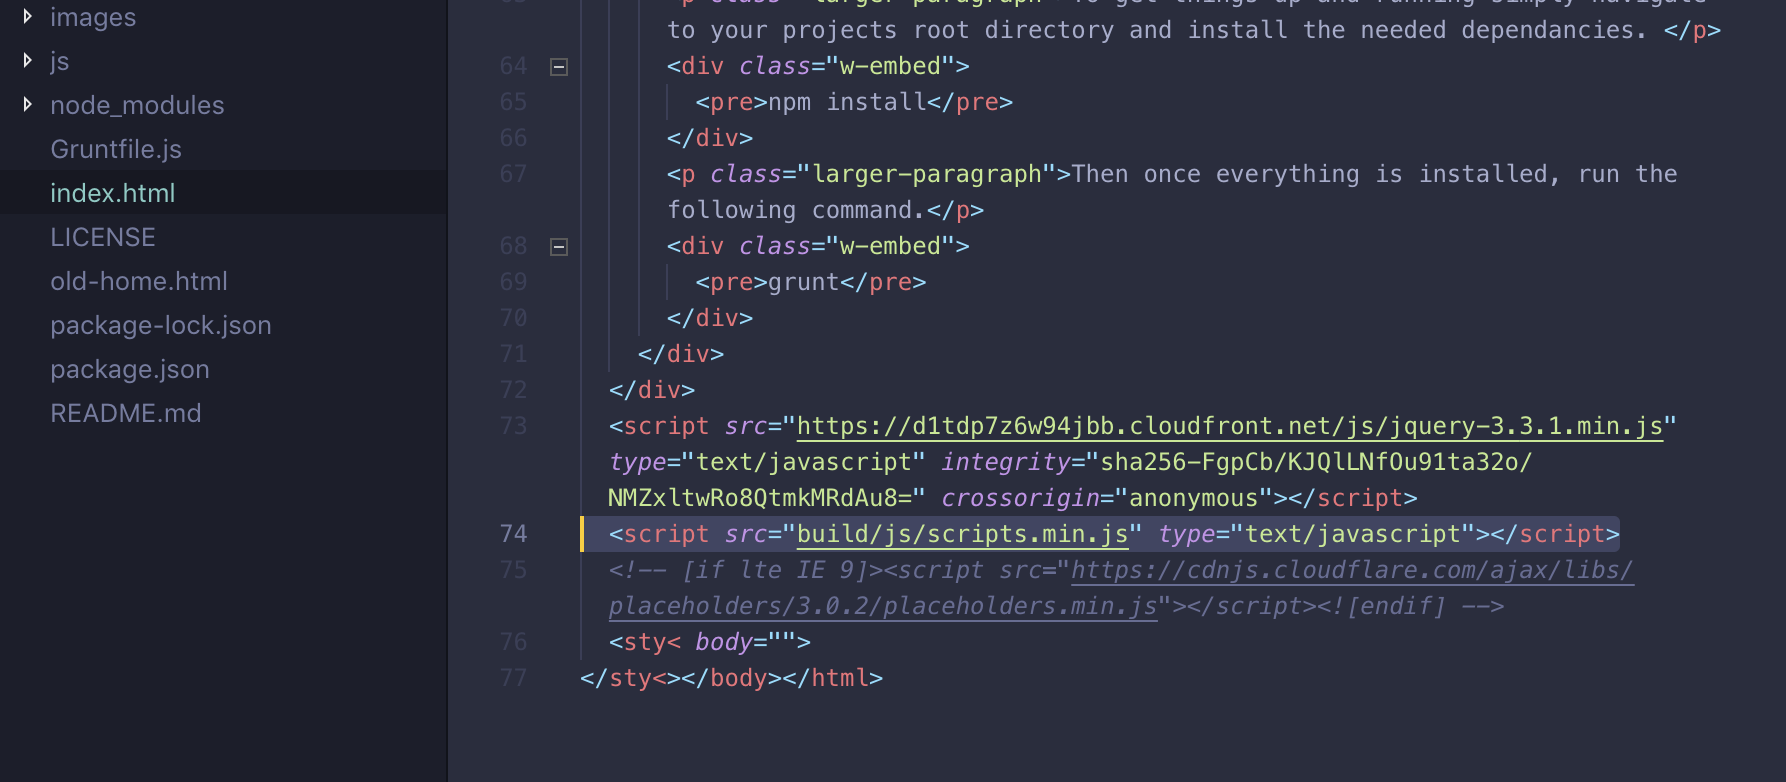 images
js
node_modules
Gruntfile.js
index.html
LICENSE
old-home.html
package-lock.json
package.json
README.md
to your projects root directory and install the needed dependancies. </p>
64 <div class="w-embed">
65 <pre>npm install</pre>
66 </div>
67 <p class="larger-paragraph">Then once everything is installed, run the
following command.</p>
68 <div class="w-embed">
69 <pre>grunt</pre>
70 </div>
71 </div>
72 </div>
73 <script src="https://d1tdp7z6w94jbb.cloudfront.net/js/jquery-3.3.1.min.js"
type="text/javascript" integrity="sha256-FgpCb/KJQlLNfOu91ta32o/
NMZxltwRo8QtmkMRdAu8=" crossorigin="anonymous"></script>
74 <script src="build/js/scripts.min.js" type="text/javascript"></script>
75 <!-- [if lte IE 9]><script src="https://cdnjs.cloudflare.com/ajax/libs/
placeholders/3.0.2/placeholders.min.js"></script><![endif] -->
76 <sty< body="">
77 </sty<></body></html>